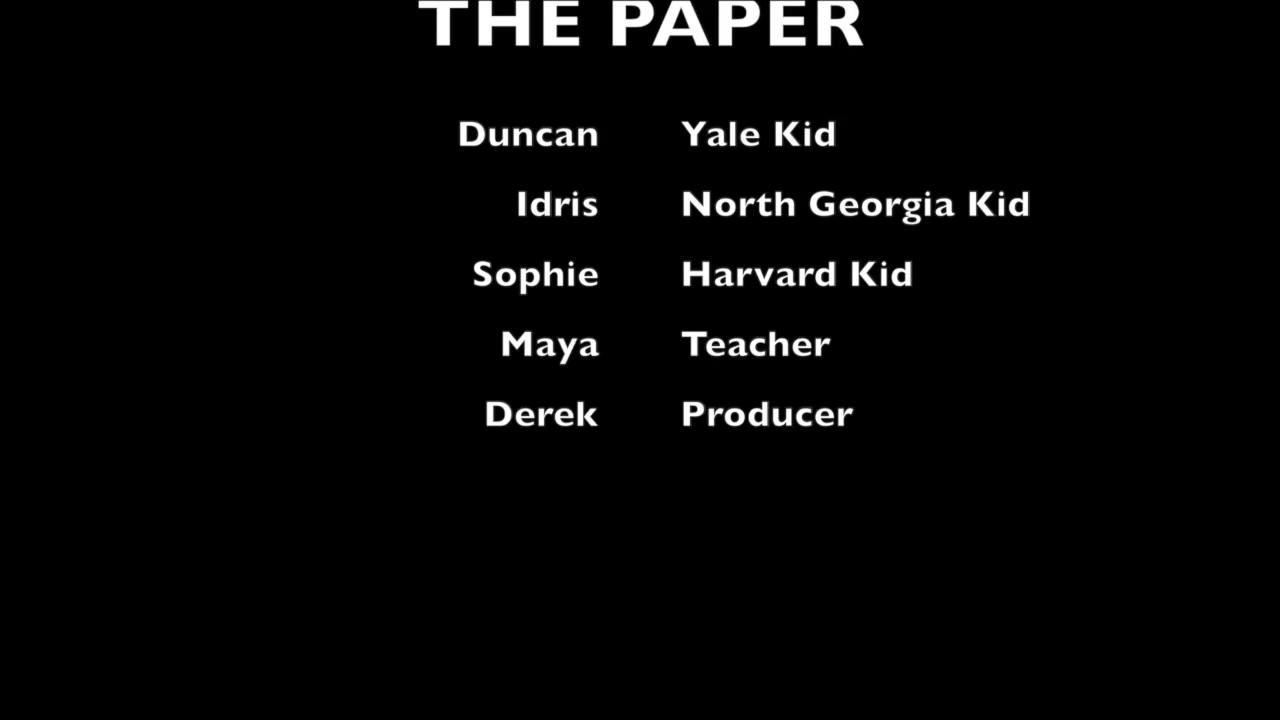 THE PAPER
Duncan Yale Kid
Idris North Georgia Kid
Sophie Harvard Kid
Maya Teacher
Derek Producer